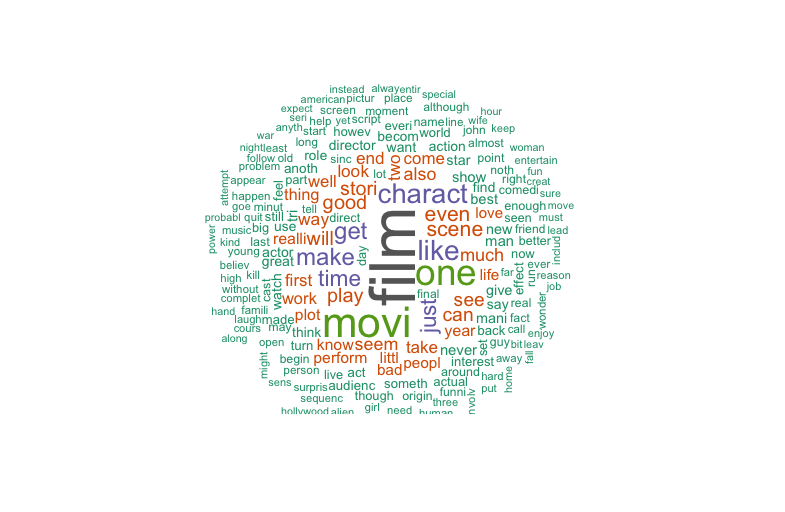 instead alway entir
american pictur place special
expect screen moment although hour
seri help yet script everi name line wife
anyth start howev becom world john keep
war long director want action almost woman
night least role sinc end two come star point entertain
follow old anoth look lot also show noth fun
problem part well stori find right creat
appear feel thing good charact best comedi sure
attempt happen goe minut tri tell way direct even love enough move
probabl quit still use get scene seen must
power music big will new friend lead
kind last realli day like much man better includ
young actor great make film now
believ first time one life far ever
high kill watch final effect run reason
without cast work play see give job
complet plot just can say real wonder
hand famili movi year mani fact
laugh made may think back call enjoy
cours know seem take never set guy bit leav
along open turn littl peopl interest away fall
might begin perform bad around hard home
person live act someth actual put
sens surpris audienc though origin funni
sequenc girl need three
hollywood alien human involv